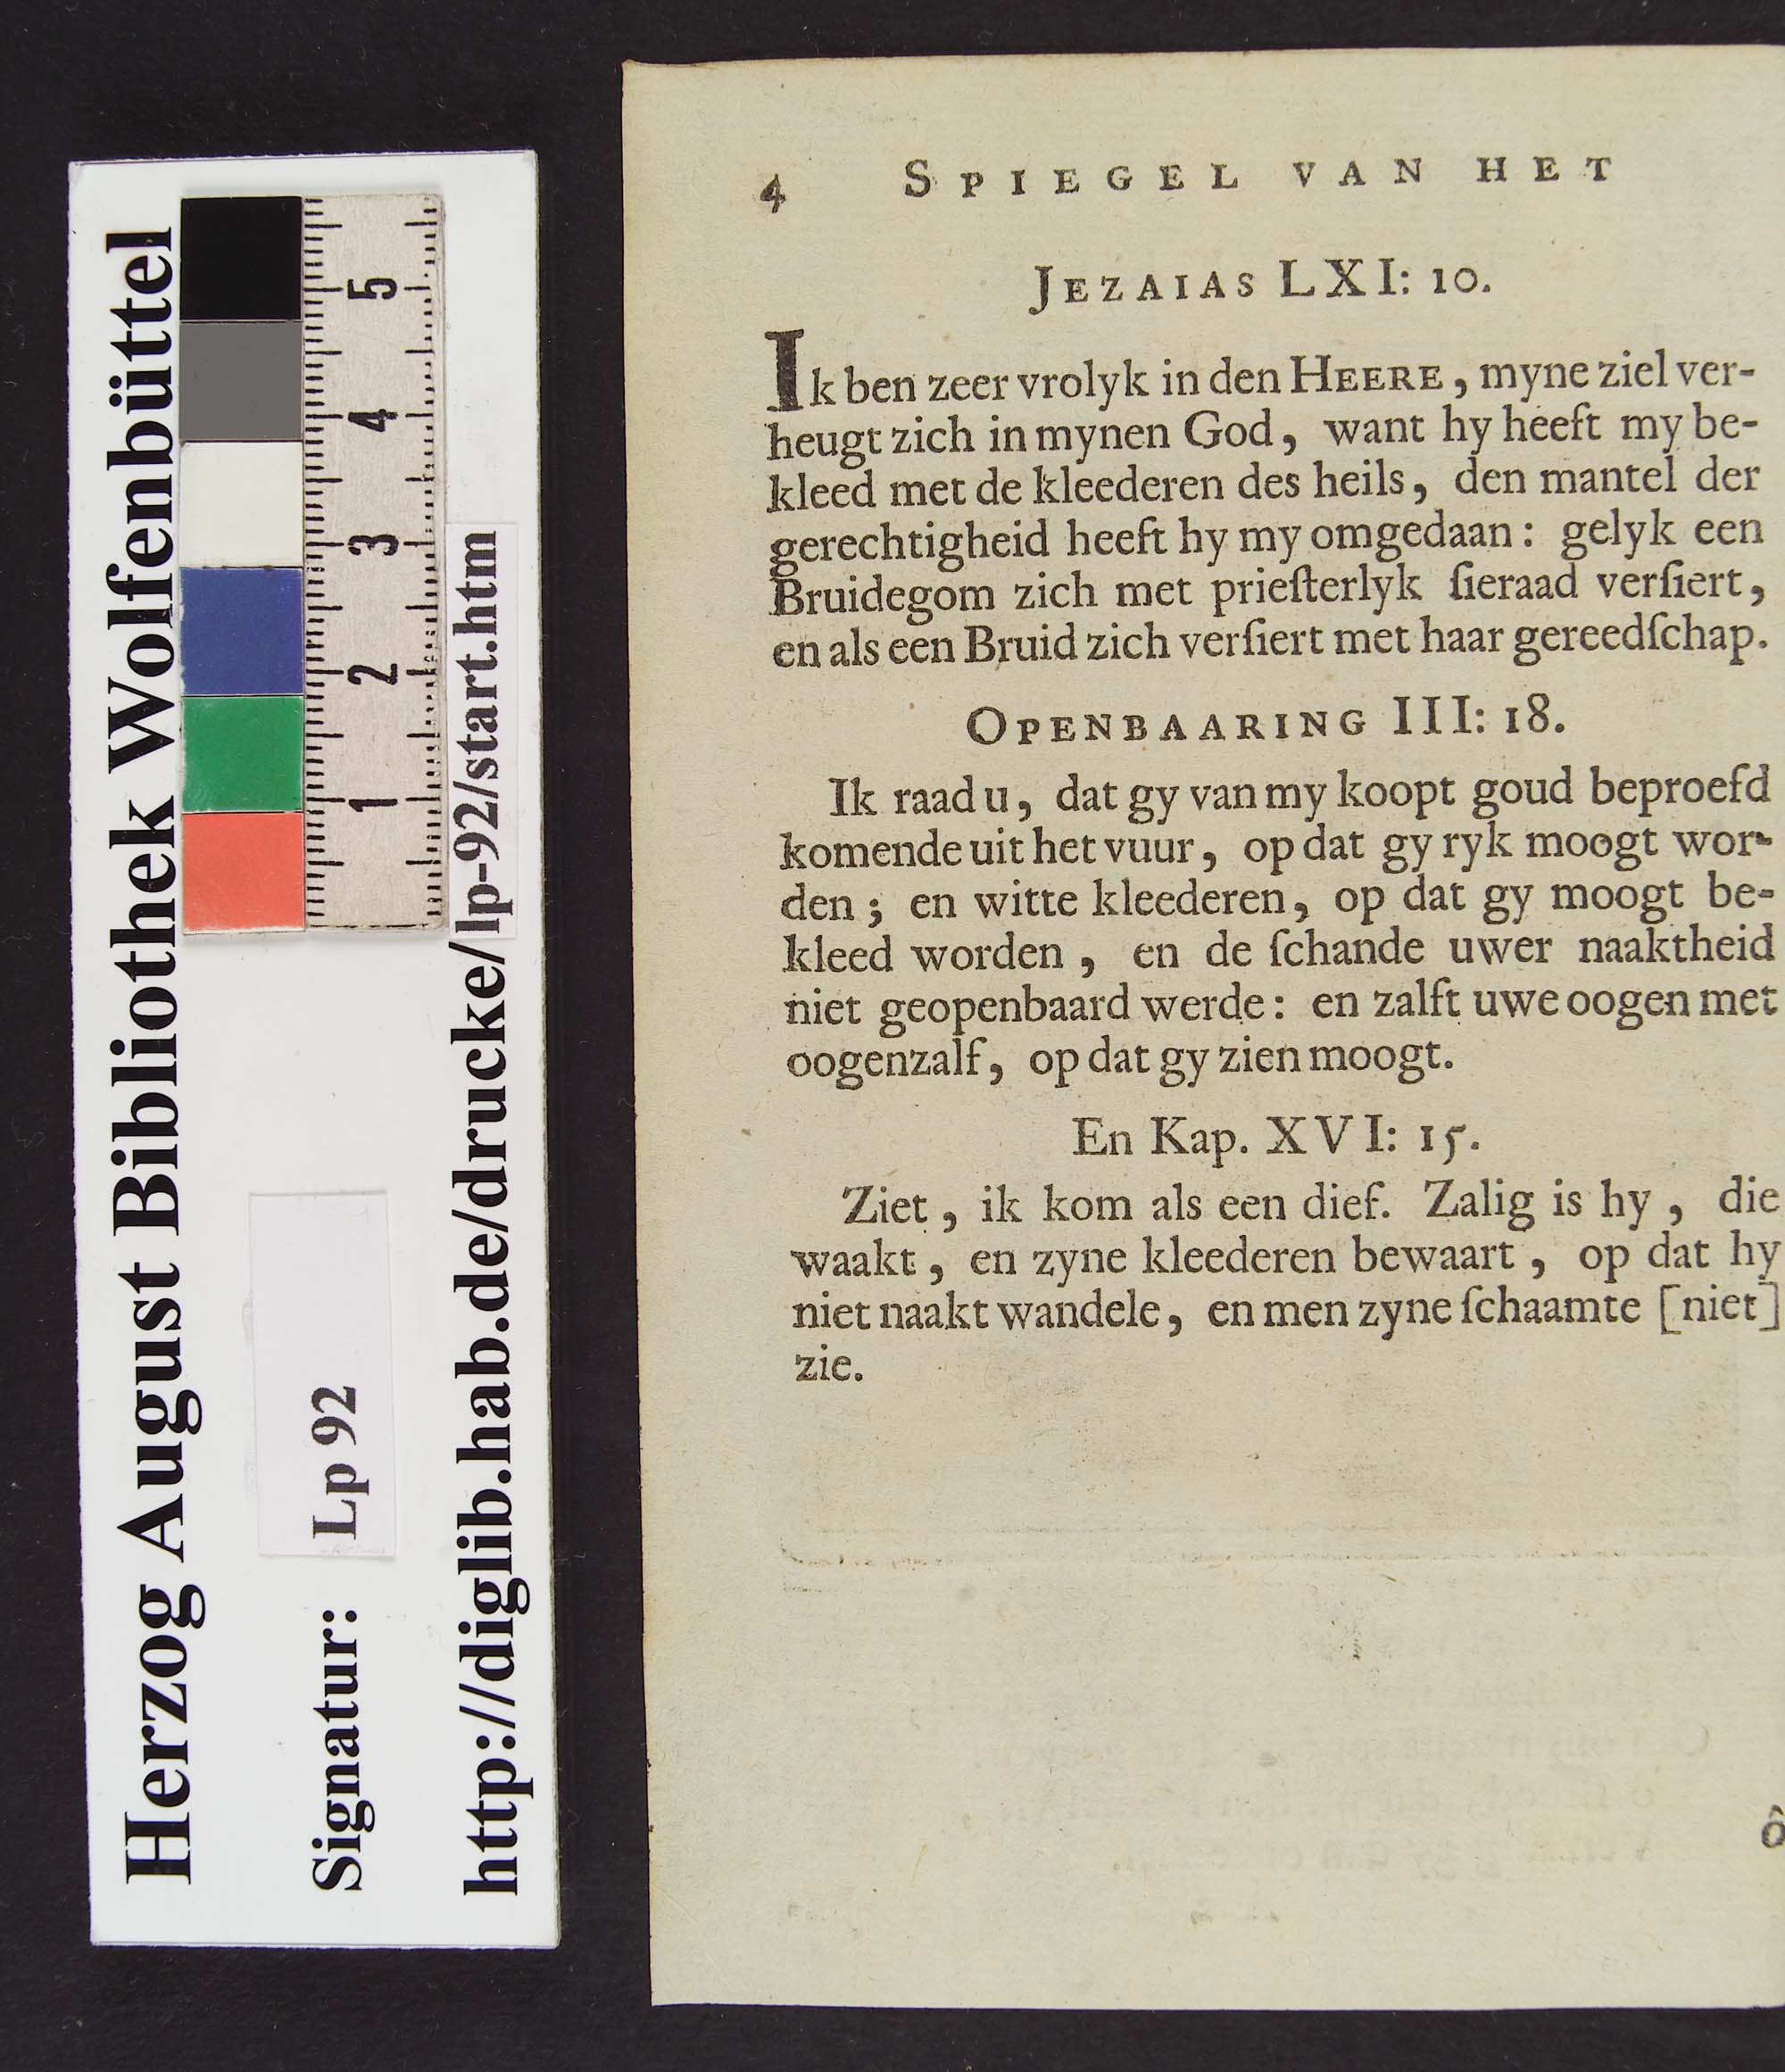 Herzog August Bibliothek Wolfenbüttel
Signatur: Lp 92
http://diglib.hab.de/drucke/lp-92/start.htm
5
4
3
2
1
4 SPIEGEL VAN HET
JEZAIAS LXI: 10.
Ik ben zeer vrolyk in den HEERE, myne ziel ver-
heugt zich in mynen God, want hy heeft my be-
kleed met de kleederen des heils, den mantel der
gerechtigheid heeft hy my omgedaan: gelyk een
Bruidegom zich met prieſterlyk ſieraad verſiert,
en als een Bruid zich verſiert met haar gereedſchap.
OPENBAARING III: 18.
Ik raad u, dat gy van my koopt goud beproefd
komende uit het vuur, op dat gy ryk moogt wor-
den; en witte kleederen, op dat gy moogt be-
kleed worden, en de ſchande uwer naaktheid
niet geopenbaard werde: en zalft uwe oogen met
oogenzalf, op dat gy zien moogt.
En Kap. XVI: 15.
Ziet, ik kom als een dief. Zalig is hy, die
waakt, en zyne kleederen bewaart, op dat hy
niet naakt wandele, en men zyne ſchaamte [niet]
zie.
ô